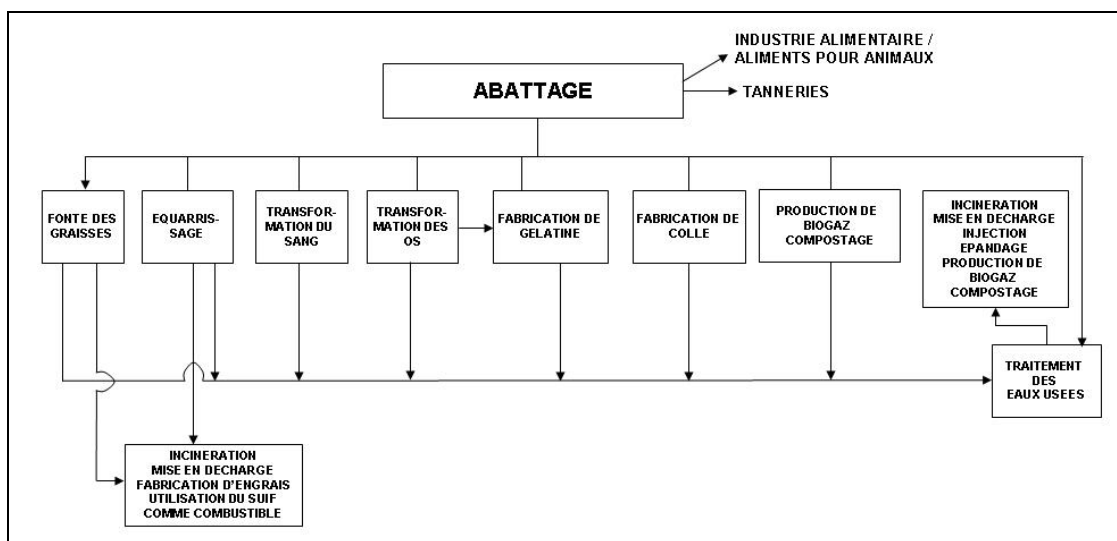 INDUSTRIE ALIMENTAIRE /
ALIMENTS POUR ANIMAUX
ABATTAGE
TANNERIES
FONTE DES
GRAISSES
EQUARRIS-
SAGE
TRANSFOR-
MATION DU
SANG
TRANSFOR-
MATION DES
OS
FABRICATION DE
GELATINE
FABRICATION DE
COLLE
PRODUCTION DE
BIOGAZ
COMPOSTAGE
INCINERATION
MISE EN DECHARGE
INJECTION
EPANDAGE
PRODUCTION DE
BIOGAZ
COMPOSTAGE
TRAITEMENT
DES
EAUX USEES
INCINERATION
MISE EN DECHARGE
FABRICATION D'ENGRAIS
UTILISATION DU SUIF
COMME COMBUSTIBLE